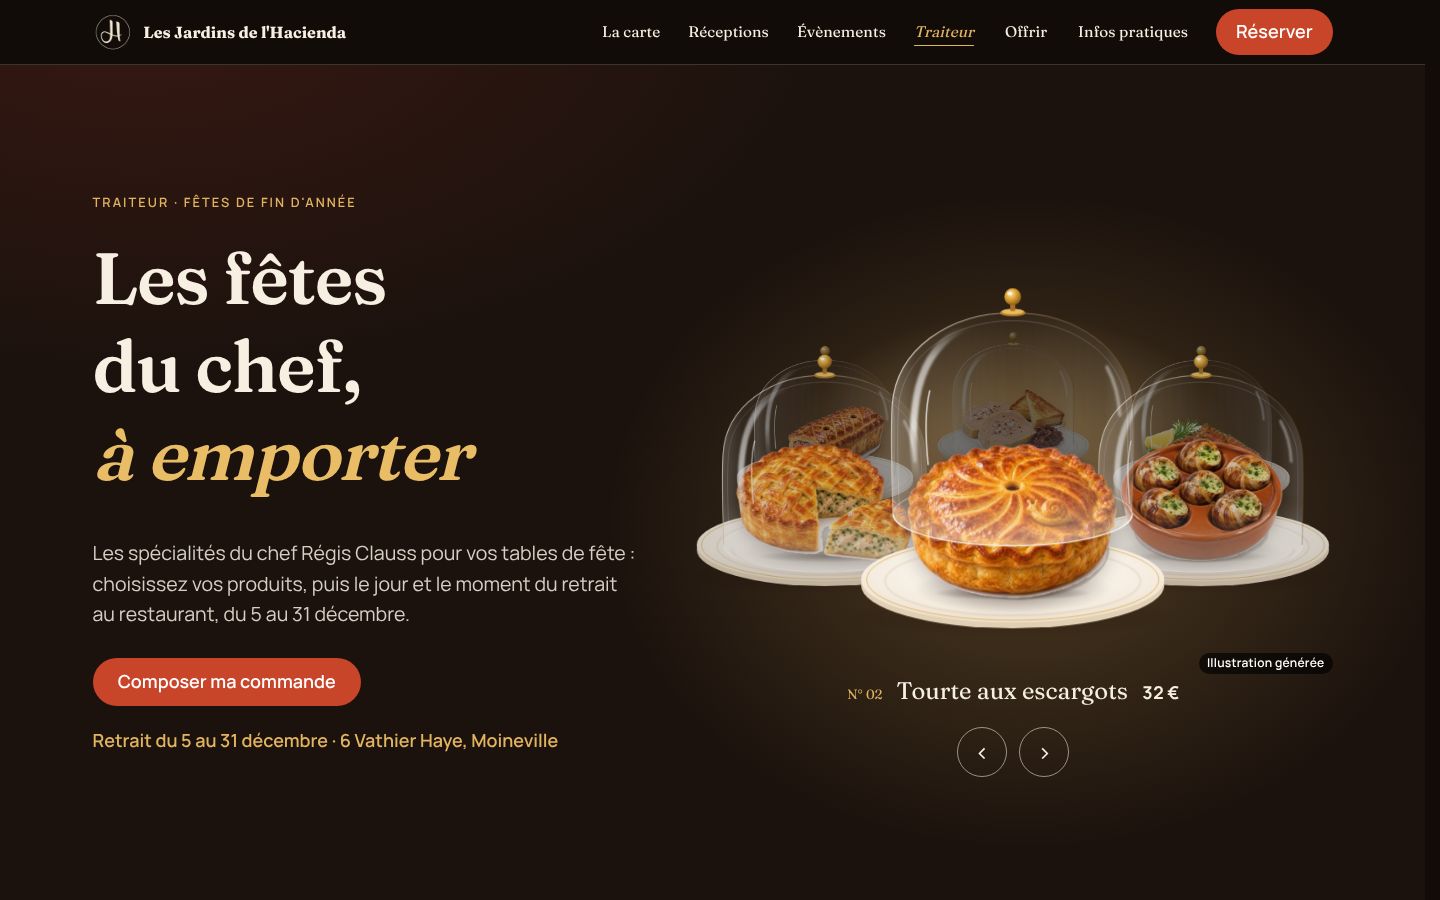 Les Jardins de l'Hacienda
La carte
Réceptions
Évènements
Traiteur
Offrir
Infos pratiques
Réserver
TRAITEUR · FÊTES DE FIN D'ANNÉE
Les fêtes
du chef,
à emporter
Les spécialités du chef Régis Clauss pour vos tables de fête :
choisissez vos produits, puis le jour et le moment du retrait
au restaurant, du 5 au 31 décembre.
Composer ma commande
Retrait du 5 au 31 décembre · 6 Vathier Haye, Moineville
Illustration générée
N° 02 Tourte aux escargots 32 €